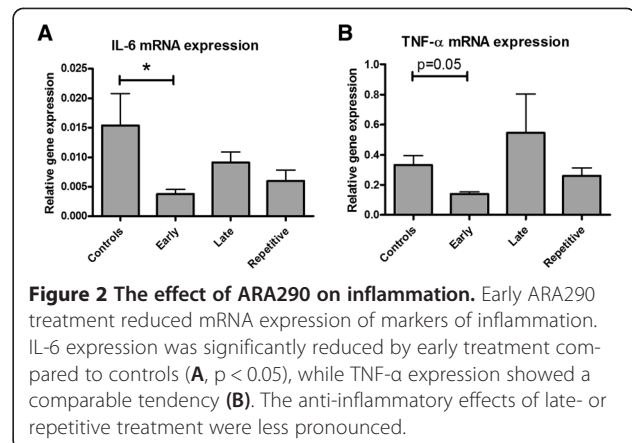 A
IL-6 mRNA expression
Relative gene expression
0.025
0.020
0.015
0.010
0.005
0.000
*
Controls
Early
Late
Repetitive
B
TNF-α mRNA expression
Relative gene expression
1.0
0.8
0.6
0.4
0.2
0.0
p=0.05
Controls
Early
Late
Repetitive
Figure 2 The effect of ARA290 on inflammation. Early ARA290
treatment reduced mRNA expression of markers of inflammation.
IL-6 expression was significantly reduced by early treatment com-
pared to controls (A, p < 0.05), while TNF-α expression showed a
comparable tendency (B). The anti-inflammatory effects of late- or
repetitive treatment were less pronounced.